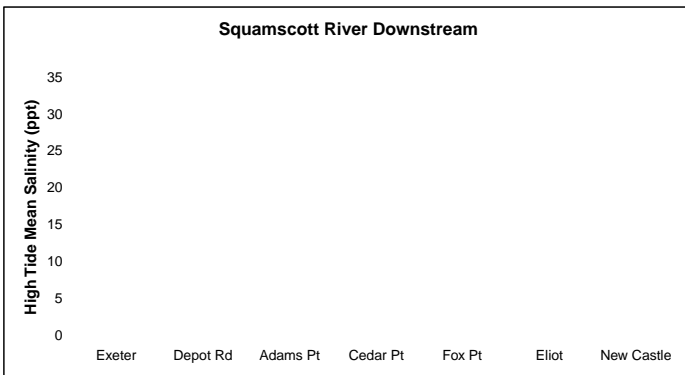 Squamscott River Downstream
High Tide Mean Salinity (ppt)
35
30
25
20
15
10
5
0
Exeter Depot Rd Adams Pt Cedar Pt Fox Pt Eliot New Castle